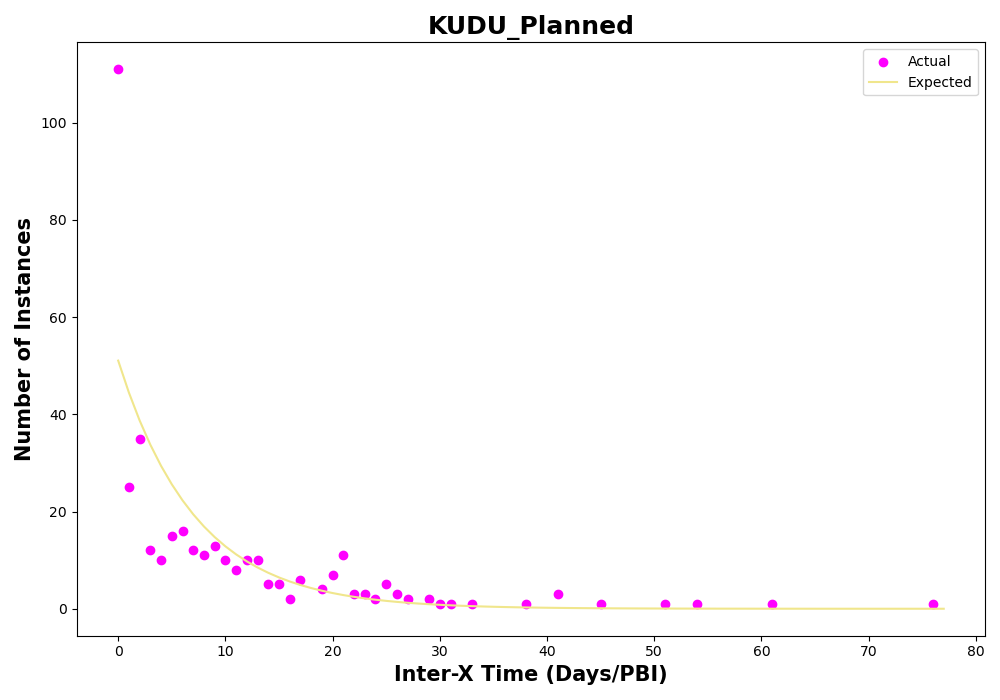 KUDU_Planned
Actual
Expected
Number of Instances
100
80
60
40
20
0
0 10 20 30 40 50 60 70 80
Inter-X Time (Days/PBI)